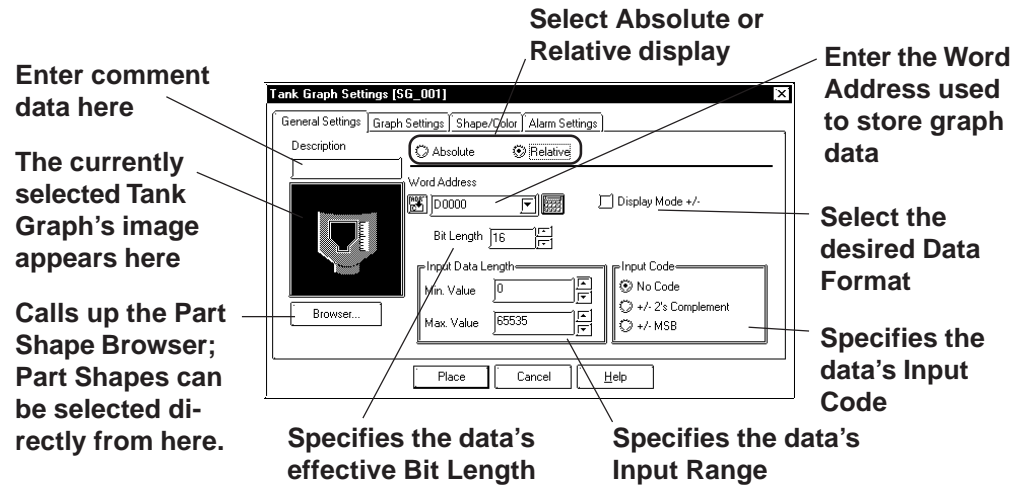 Select Absolute or
Relative display
Enter comment
data here
Enter the Word
Address used
to store graph
data
The currently
selected Tank
Graph's image
appears here
Select the
desired Data
Format
Calls up the Part
Shape Browser;
Part Shapes can
be selected di-
rectly from here.
Specifies the
data's Input
Code
Specifies the data's
effective Bit Length
Specifies the data's
Input Range
Tank Graph Settings [SG_001]
General Settings Graph Settings Shape/Color Alarm Settings
Description
Absolute Relative
Word Address
D0000
Display Mode +/-
Bit Length 16
Input Data Length
Min. Value 0
Max. Value 65535
Input Code
No Code
+/- 2's Complement
+/- MSB
Browser...
Place Cancel Help